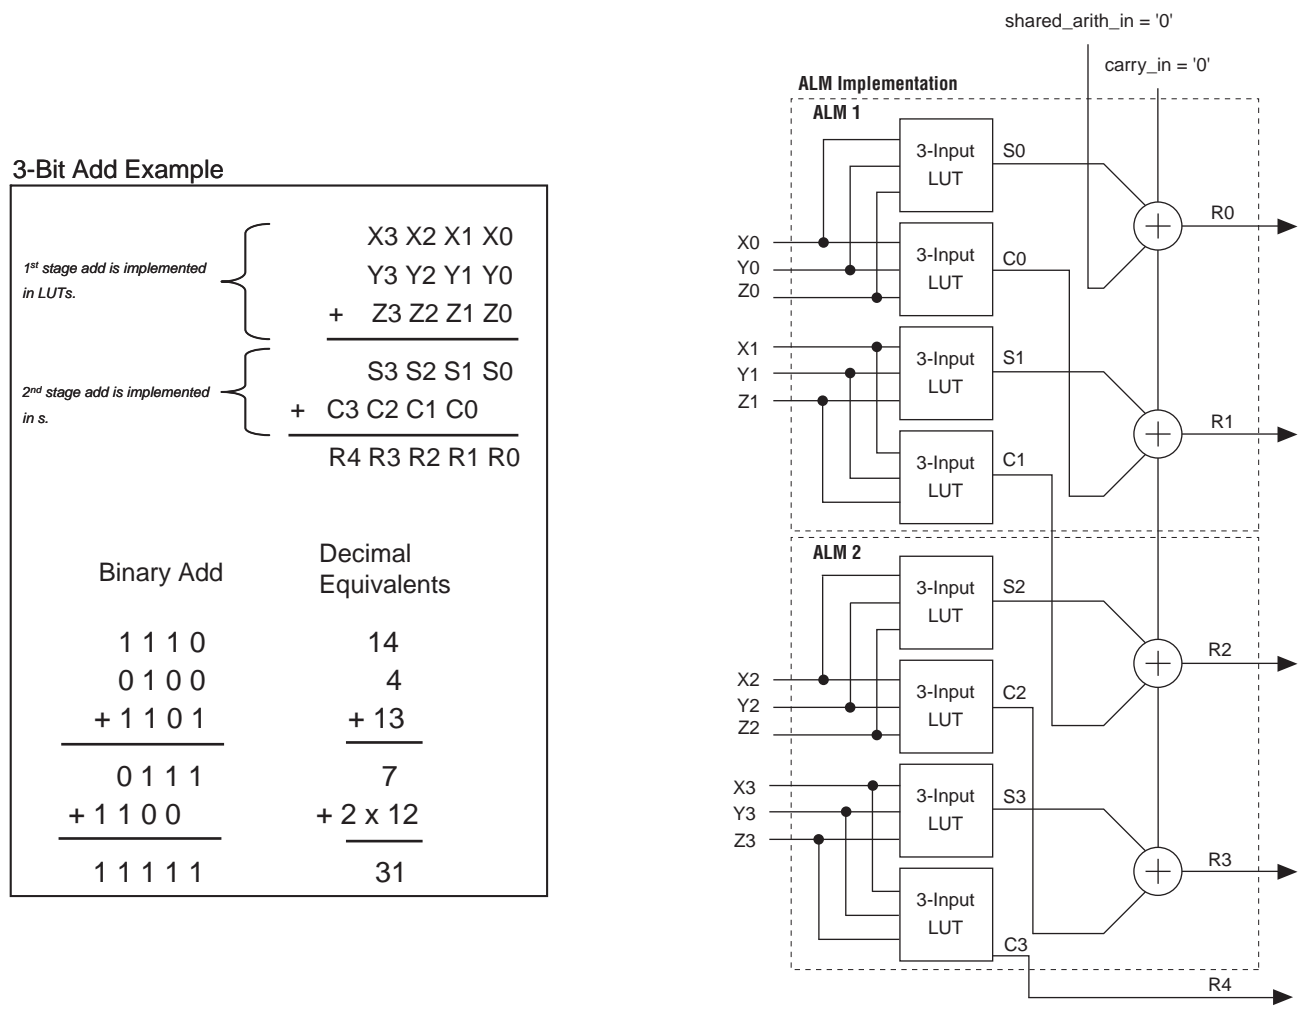 3-Bit Add Example
1st stage add is implemented
in LUTs.
X3 X2 X1 X0
Y3 Y2 Y1 Y0
+ Z3 Z2 Z1 Z0
2nd stage add is implemented
in s.
S3 S2 S1 S0
+ C3 C2 C1 C0
R4 R3 R2 R1 R0
Binary Add
1 1 1 0
0 1 0 0
+ 1 1 0 1
0 1 1 1
+ 1 1 0 0
1 1 1 1 1
Decimal
Equivalents
14
4
+ 13
7
+ 2 x 12
31
shared_arith_in = '0'
carry_in = '0'
ALM Implementation
ALM 1
3-Input
LUT
S0
R0
X0
Y0
Z0
3-Input
LUT
C0
X1
Y1
Z1
3-Input
LUT
S1
R1
3-Input
LUT
C1
ALM 2
3-Input
LUT
S2
R2
X2
Y2
Z2
3-Input
LUT
C2
X3
Y3
Z3
3-Input
LUT
S3
R3
3-Input
LUT
C3
R4